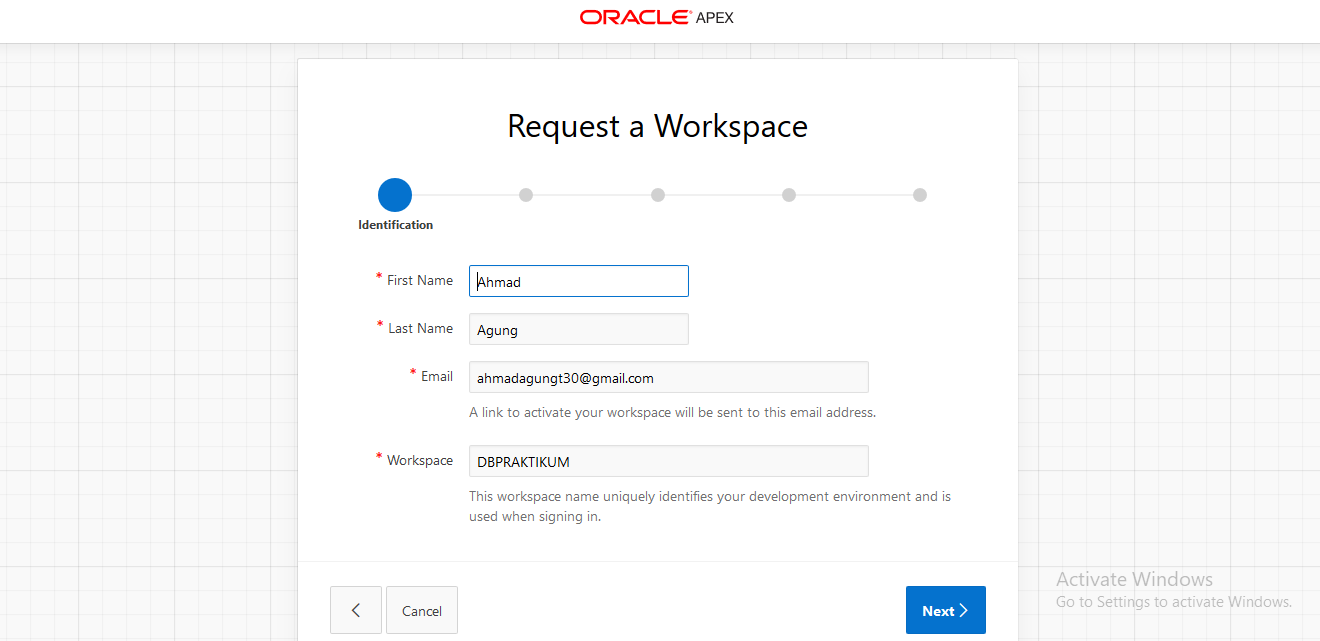 ORACLE APEX
Request a Workspace
Identification
* First Name Ahmad
* Last Name Agung
* Email ahmadagungt30@gmail.com
A link to activate your workspace will be sent to this email address.
* Workspace DBPRAKTIKUM
This workspace name uniquely identifies your development environment and is
used when signing in.
Cancel Next
Activate Windows
Go to Settings to activate Windows.